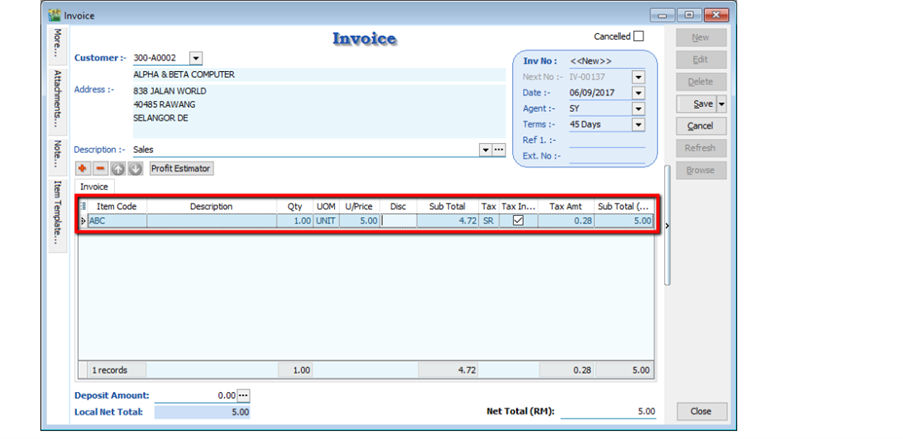 Invoice
More...
Attachments...
Note...
Item Template...
Invoice
Cancelled
Customer :- 300-A0002
ALPHA & BETA COMPUTER
Address :- 838 JALAN WORLD
40485 RAWANG
SELANGOR DE
Inv No : <<New>>
Next No :- IV-00137
Date :- 06/09/2017
Agent :- SY
Terms :- 45 Days
Ref 1. :-
Ext. No :-
Description :- Sales
Profit Estimator
Invoice
Item Code Description Qty UOM U/Price Disc Sub Total Tax Tax In... Tax Amt Sub Total (...
ABC 1.00 UNIT 5.00 4.72 SR 0.28 5.00
1 records 1.00 4.72 0.28 5.00
Deposit Amount: 0.00
Local Net Total: 5.00
Net Total (RM): 5.00
New
Edit
Delete
Save
Cancel
Refresh
Browse
Close